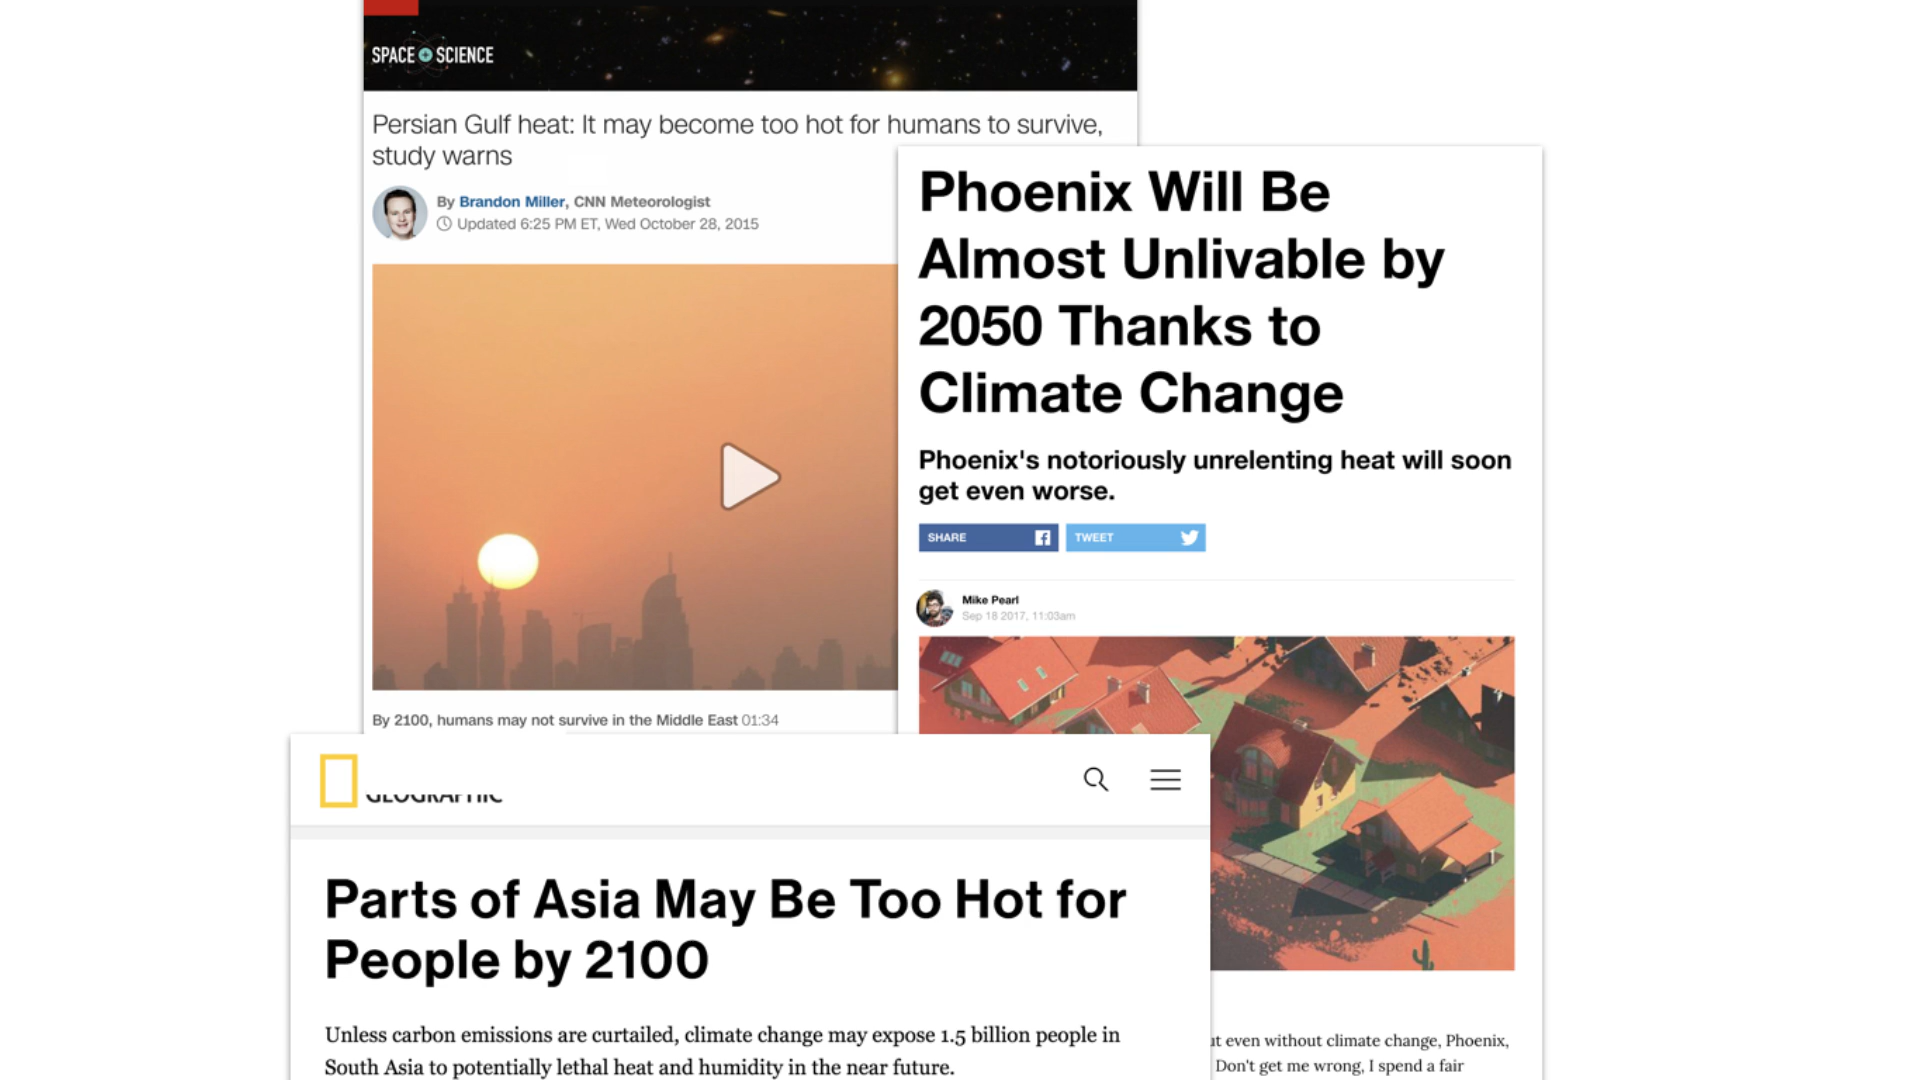 SPACE + SCIENCE
Persian Gulf heat: It may become too hot for humans to survive,
study warns
By Brandon Miller, CNN Meteorologist
Updated 6:25 PM ET, Wed October 28, 2015
By 2100, humans may not survive in the Middle East 01:34
Phoenix Will Be
Almost Unlivable by
2050 Thanks to
Climate Change
Phoenix's notoriously unrelenting heat will soon
get even worse.
SHARE
TWEET
Mike Pearl
Sep 18 2017, 11:03am
even without climate change, Phoenix,
Don't get me wrong, I spend a fair
GEOGRAPHIC
Parts of Asia May Be Too Hot for
People by 2100
Unless carbon emissions are curtailed, climate change may expose 1.5 billion people in
South Asia to potentially lethal heat and humidity in the near future.